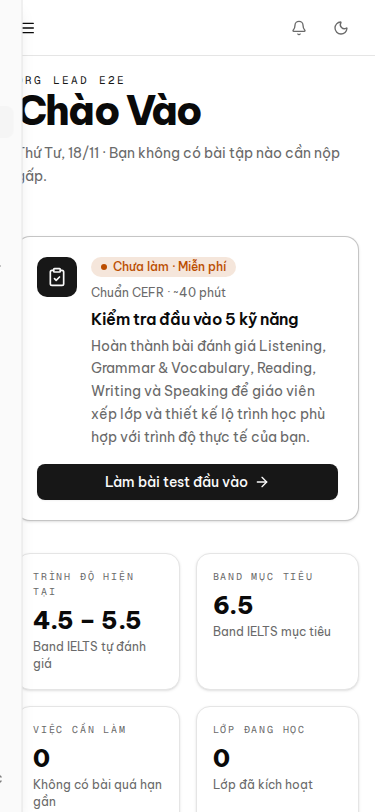 RG LEAD E2E
Chào Vào
Thứ Tư, 18/11 · Bạn không có bài tập nào cần nộp
gấp.
Chưa làm · Miễn phí
Chuẩn CEFR · ~40 phút
Kiểm tra đầu vào 5 kỹ năng
Hoàn thành bài đánh giá Listening,
Grammar & Vocabulary, Reading,
Writing và Speaking để giáo viên
xếp lớp và thiết kế lộ trình học phù
hợp với trình độ thực tế của bạn.
Làm bài test đầu vào →
TRÌNH ĐỘ HIỆN
TẠI
4.5 – 5.5
Band IELTS tự đánh
giá
BAND MỤC TIÊU
6.5
Band IELTS mục tiêu
VIỆC CẦN LÀM
0
Không có bài quá hạn
gần
LỚP ĐANG HỌC
0
Lớp đã kích hoạt